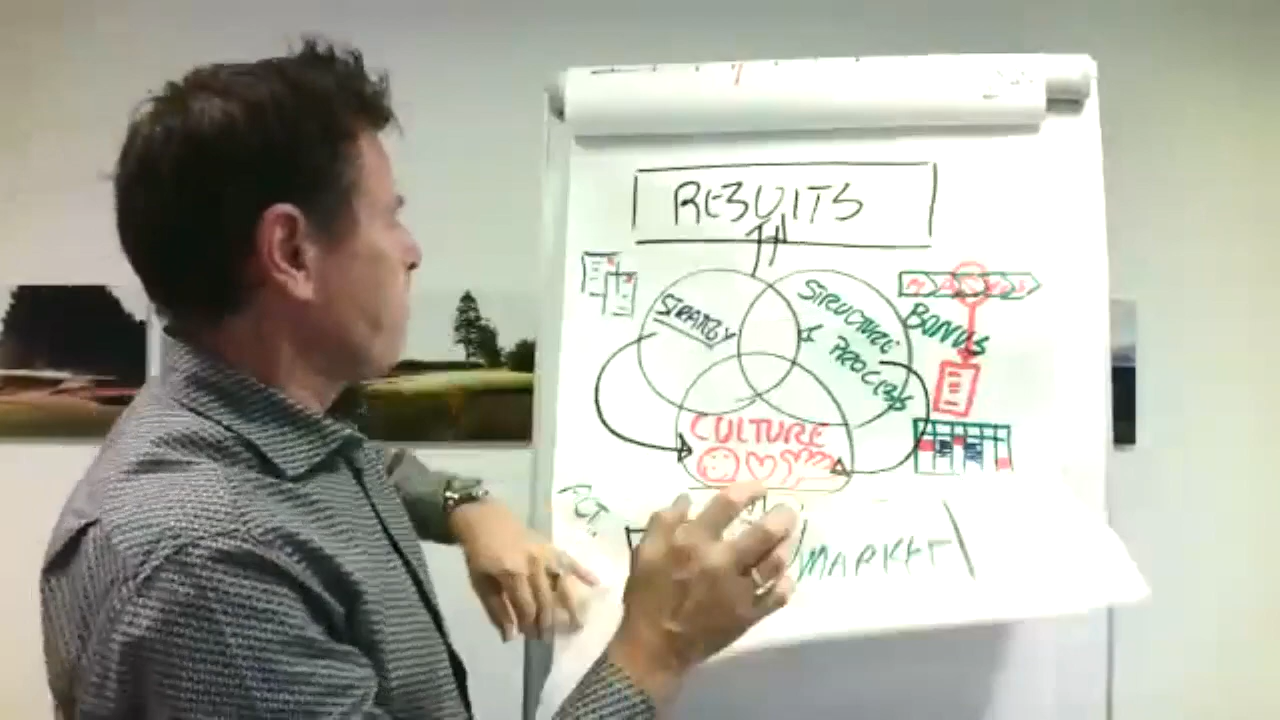 RESULTS
STRATEGY
STRUCTURE
& PROCESS
BONUS
CULTURE
MARKET